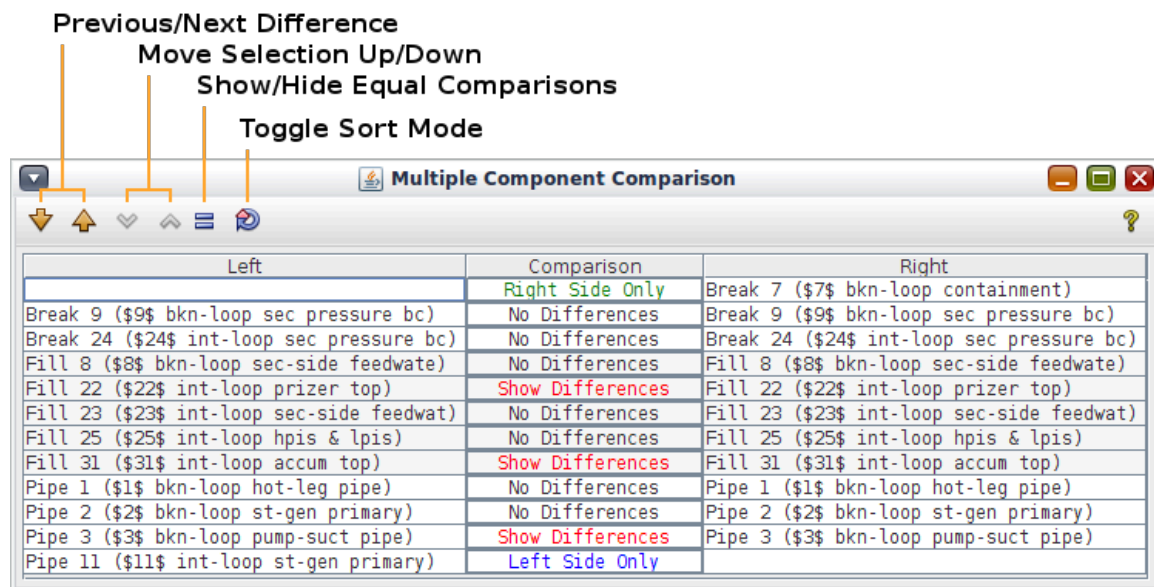 Previous/Next Difference
Move Selection Up/Down
Show/Hide Equal Comparisons
Toggle Sort Mode
Multiple Component Comparison
?
Left Comparison Right
Right Side Only Break 7 ($7$ bkn-loop containment)
Break 9 ($9$ bkn-loop sec pressure bc) No Differences Break 9 ($9$ bkn-loop sec pressure bc)
Break 24 ($24$ int-loop sec pressure bc) No Differences Break 24 ($24$ int-loop sec pressure bc)
Fill 8 ($8$ bkn-loop sec-side feedwate) No Differences Fill 8 ($8$ bkn-loop sec-side feedwate)
Fill 22 ($22$ int-loop prizer top) Show Differences Fill 22 ($22$ int-loop prizer top)
Fill 23 ($23$ int-loop sec-side feedwat) No Differences Fill 23 ($23$ int-loop sec-side feedwat)
Fill 25 ($25$ int-loop hpis & lpis) No Differences Fill 25 ($25$ int-loop hpis & lpis)
Fill 31 ($31$ int-loop accum top) Show Differences Fill 31 ($31$ int-loop accum top)
Pipe 1 ($1$ bkn-loop hot-leg pipe) No Differences Pipe 1 ($1$ bkn-loop hot-leg pipe)
Pipe 2 ($2$ bkn-loop st-gen primary) No Differences Pipe 2 ($2$ bkn-loop st-gen primary)
Pipe 3 ($3$ bkn-loop pump-suct pipe) Show Differences Pipe 3 ($3$ bkn-loop pump-suct pipe)
Pipe 11 ($11$ int-loop st-gen primary) Left Side Only